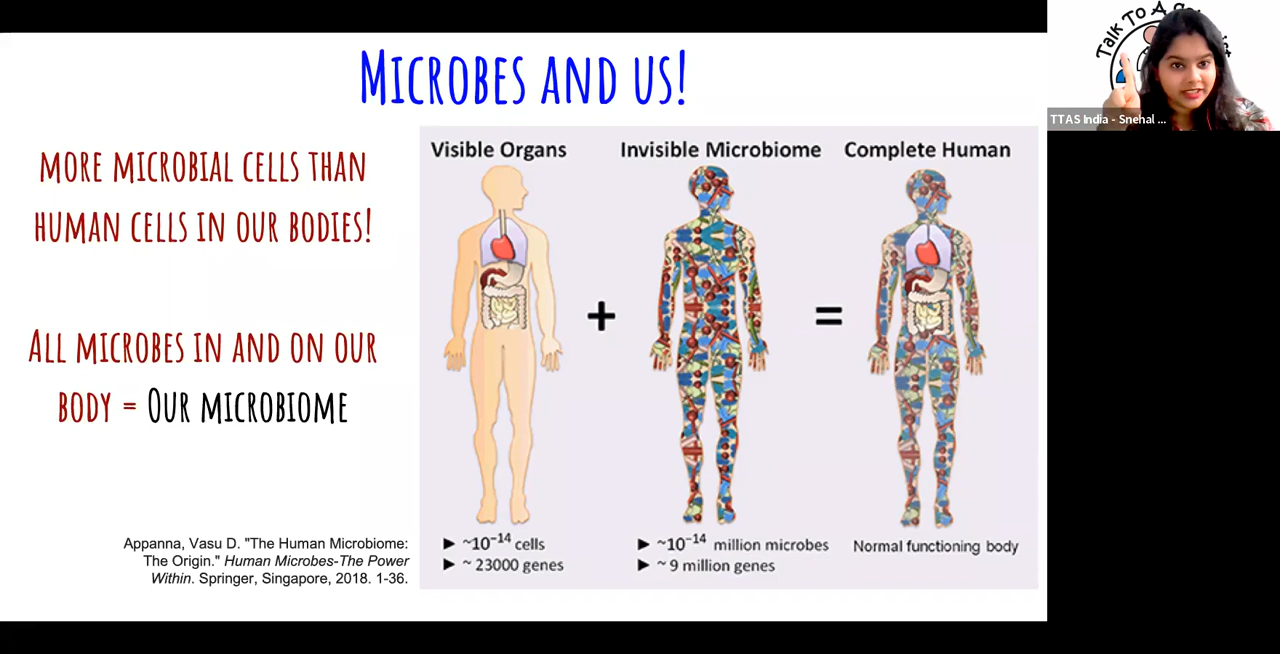 MICROBES AND US!
MORE MICROBIAL CELLS THAN
HUMAN CELLS IN OUR BODIES!
ALL MICROBES IN AND ON OUR
BODY = OUR MICROBIOME
Appanna, Vasu D. "The Human Microbiome:
The Origin." Human Microbes-The Power
Within. Springer, Singapore, 2018. 1-36.
Visible Organs
+
Invisible Microbiome
=
Complete Human
► ~10⁻¹⁴ cells
► ~ 23000 genes
► ~10⁻¹⁴ million microbes
► ~ 9 million genes
Normal functioning body
Talk To A
TTAS India - Snehal ...